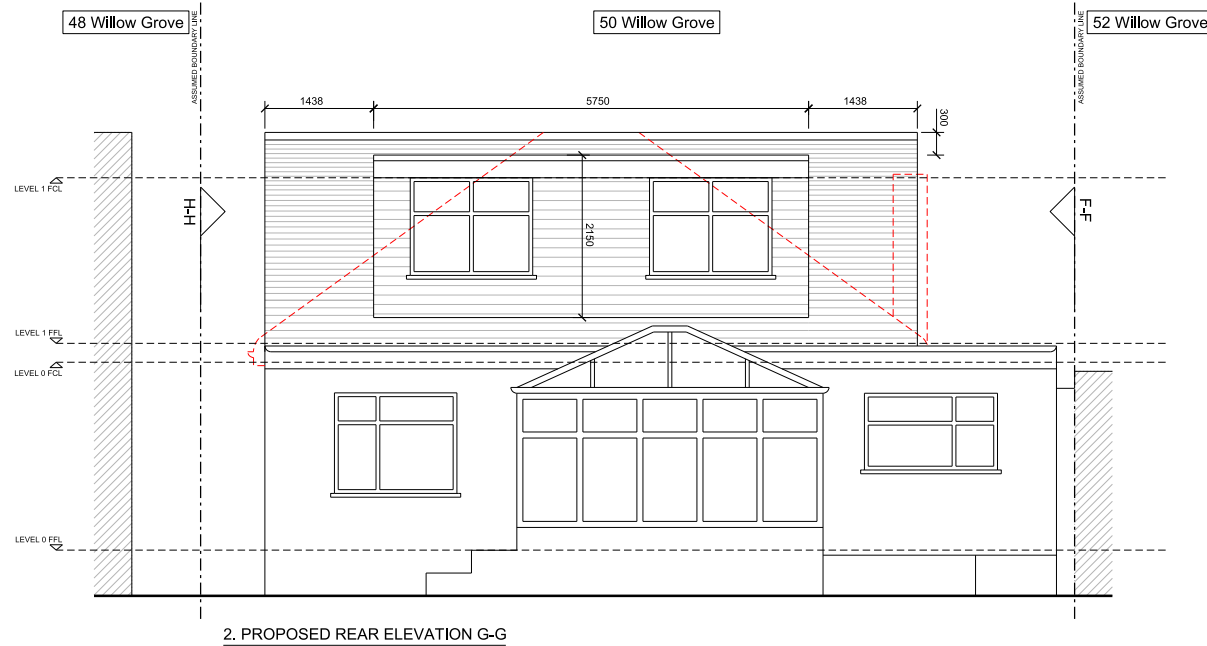 48 Willow Grove
50 Willow Grove
52 Willow Grove
ASSUMED BOUNDARY LINE
ASSUMED BOUNDARY LINE
1438
5750
1438
300
LEVEL 1 FCL
H-H
F-F
2150
LEVEL 1 FFL
LEVEL 0 FCL
LEVEL 0 FFL
2. PROPOSED REAR ELEVATION G-G